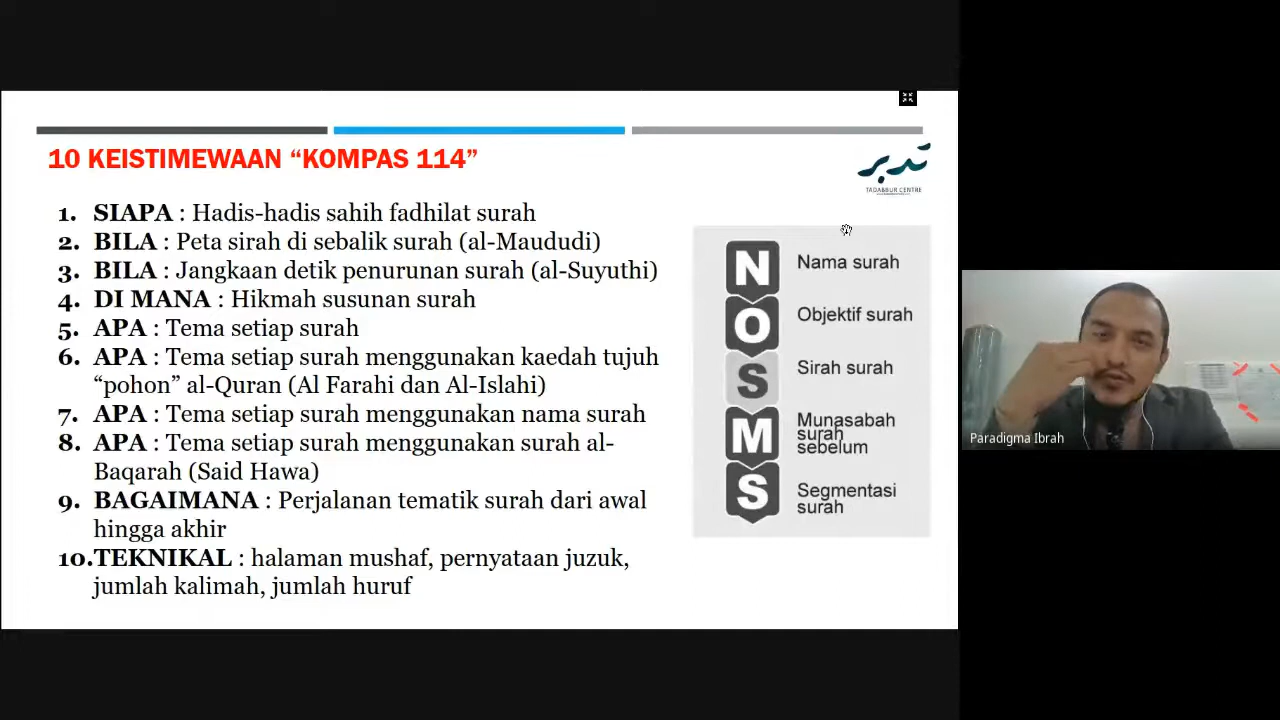 10 KEISTIMEWAAN “KOMPAS 114”
تدبر
TADABBUR CENTRE
1. SIAPA : Hadis-hadis sahih fadhilat surah
2. BILA : Peta sirah di sebalik surah (al-Maududi)
3. BILA : Jangkaan detik penurunan surah (al-Suyuthi)
4. DI MANA : Hikmah susunan surah
5. APA : Tema setiap surah
6. APA : Tema setiap surah menggunakan kaedah tujuh
“pohon” al-Quran (Al Farahi dan Al-Islahi)
7. APA : Tema setiap surah menggunakan nama surah
8. APA : Tema setiap surah menggunakan surah al-
Baqarah (Said Hawa)
9. BAGAIMANA : Perjalanan tematik surah dari awal
hingga akhir
10.TEKNIKAL : halaman mushaf, pernyataan juzuk,
jumlah kalimah, jumlah huruf
N Nama surah
O Objektif surah
S Sirah surah
M Munasabah
surah
sebelum
S Segmentasi
surah
Paradigma Ibrah